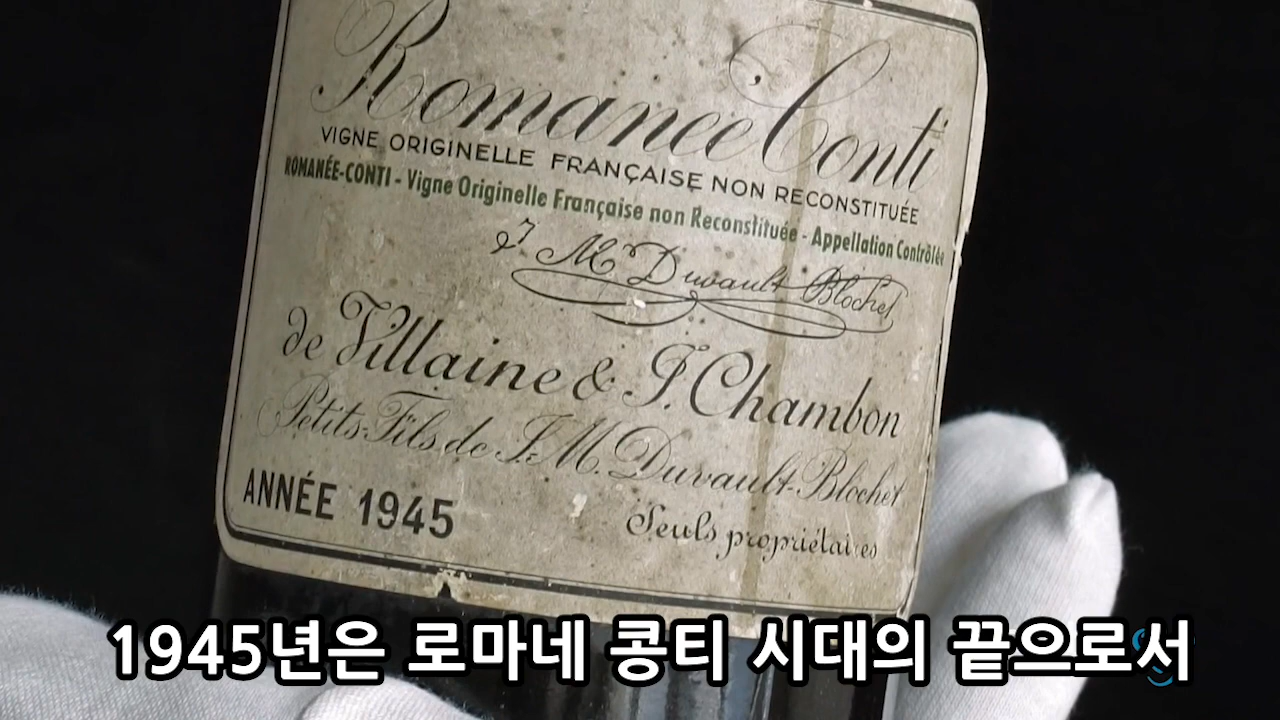 Romanée Conti
VIGNE ORIGINELLE FRANÇAISE NON RECONSTITUÉE
ROMANÉE-CONTI - Vigne Originelle Française non Reconstituée - Appellation Contrôlée
J. M. Duvault Blochet
de Villaine & J. Chambon
Petits-Fils de J. M. Duvault-Blochet
ANNÉE 1945
Seuls propriétaires
1945년은 로마네 콩티 시대의 끝으로서